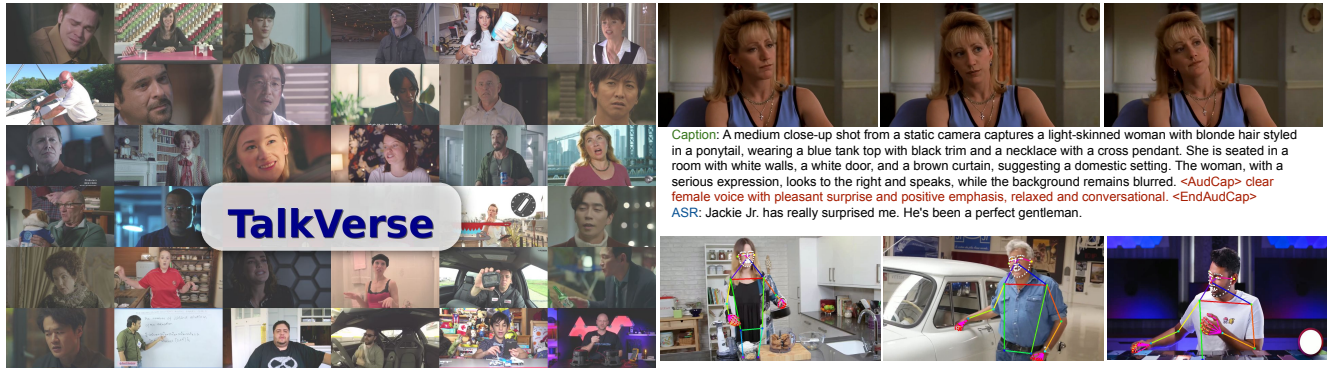 TalkVerse
Caption: A medium close-up shot from a static camera captures a light-skinned woman with blonde hair styled
in a ponytail, wearing a blue tank top with black trim and a necklace with a cross pendant. She is seated in a
room with white walls, a white door, and a brown curtain, suggesting a domestic setting. The woman, with a
serious expression, looks to the right and speaks, while the background remains blurred. <AudCap> clear
female voice with pleasant surprise and positive emphasis, relaxed and conversational. <EndAudCap>
ASR: Jackie Jr. has really surprised me. He's been a perfect gentleman.